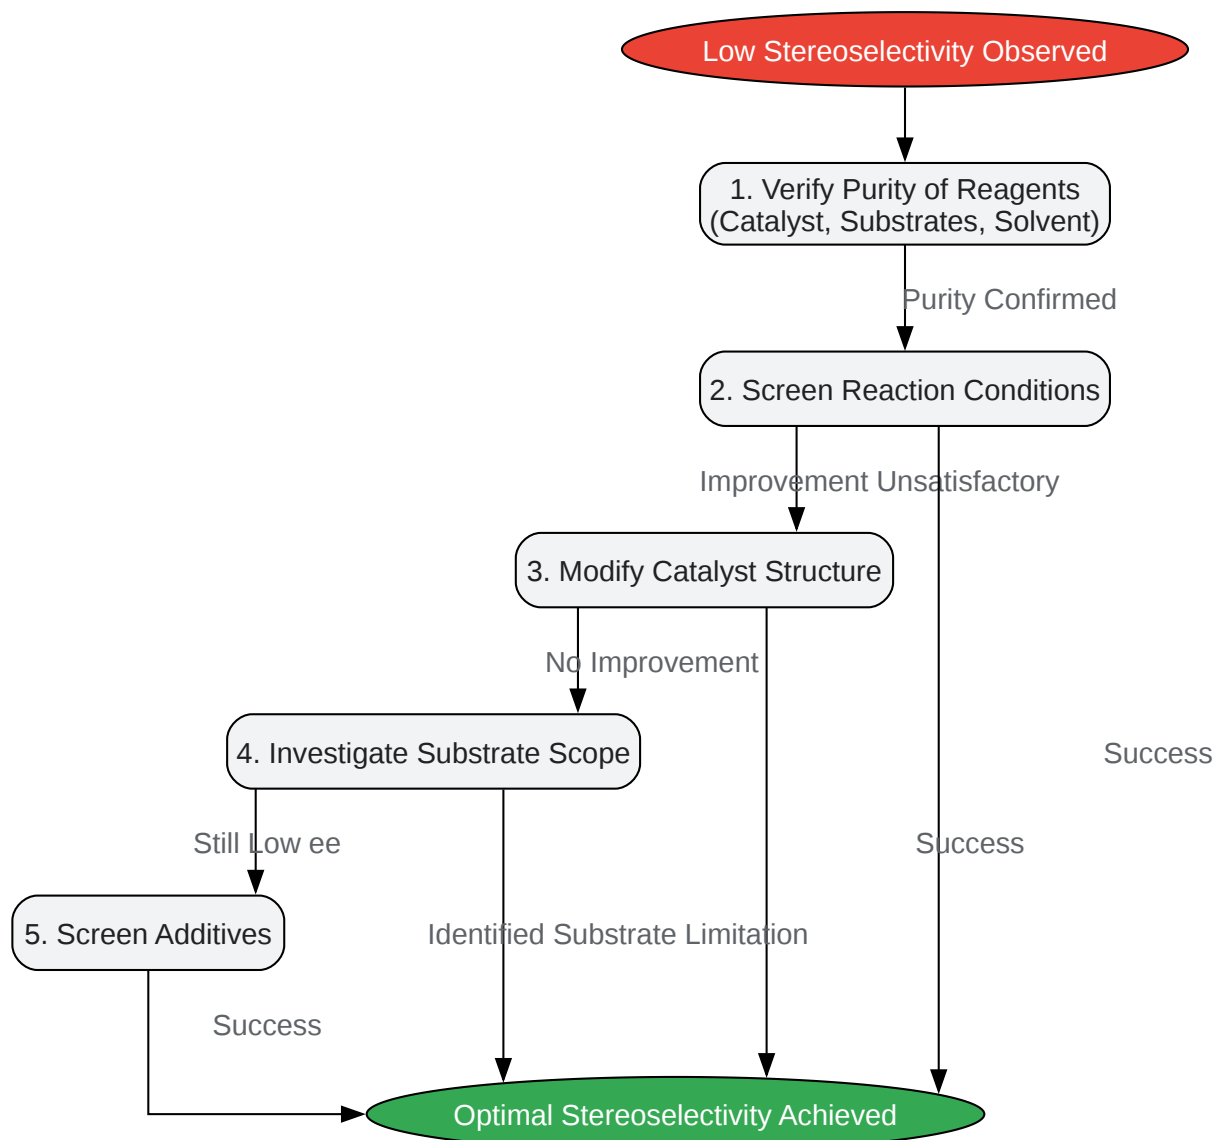 Low Stereoselectivity Observed
1. Verify Purity of Reagents
(Catalyst, Substrates, Solvent)
Purity Confirmed
2. Screen Reaction Conditions
Improvement Unsatisfactory
3. Modify Catalyst Structure
No Improvement
4. Investigate Substrate Scope
Success
Still Low ee
Success
5. Screen Additives
Identified Substrate Limitation
Success
Optimal Stereoselectivity Achieved